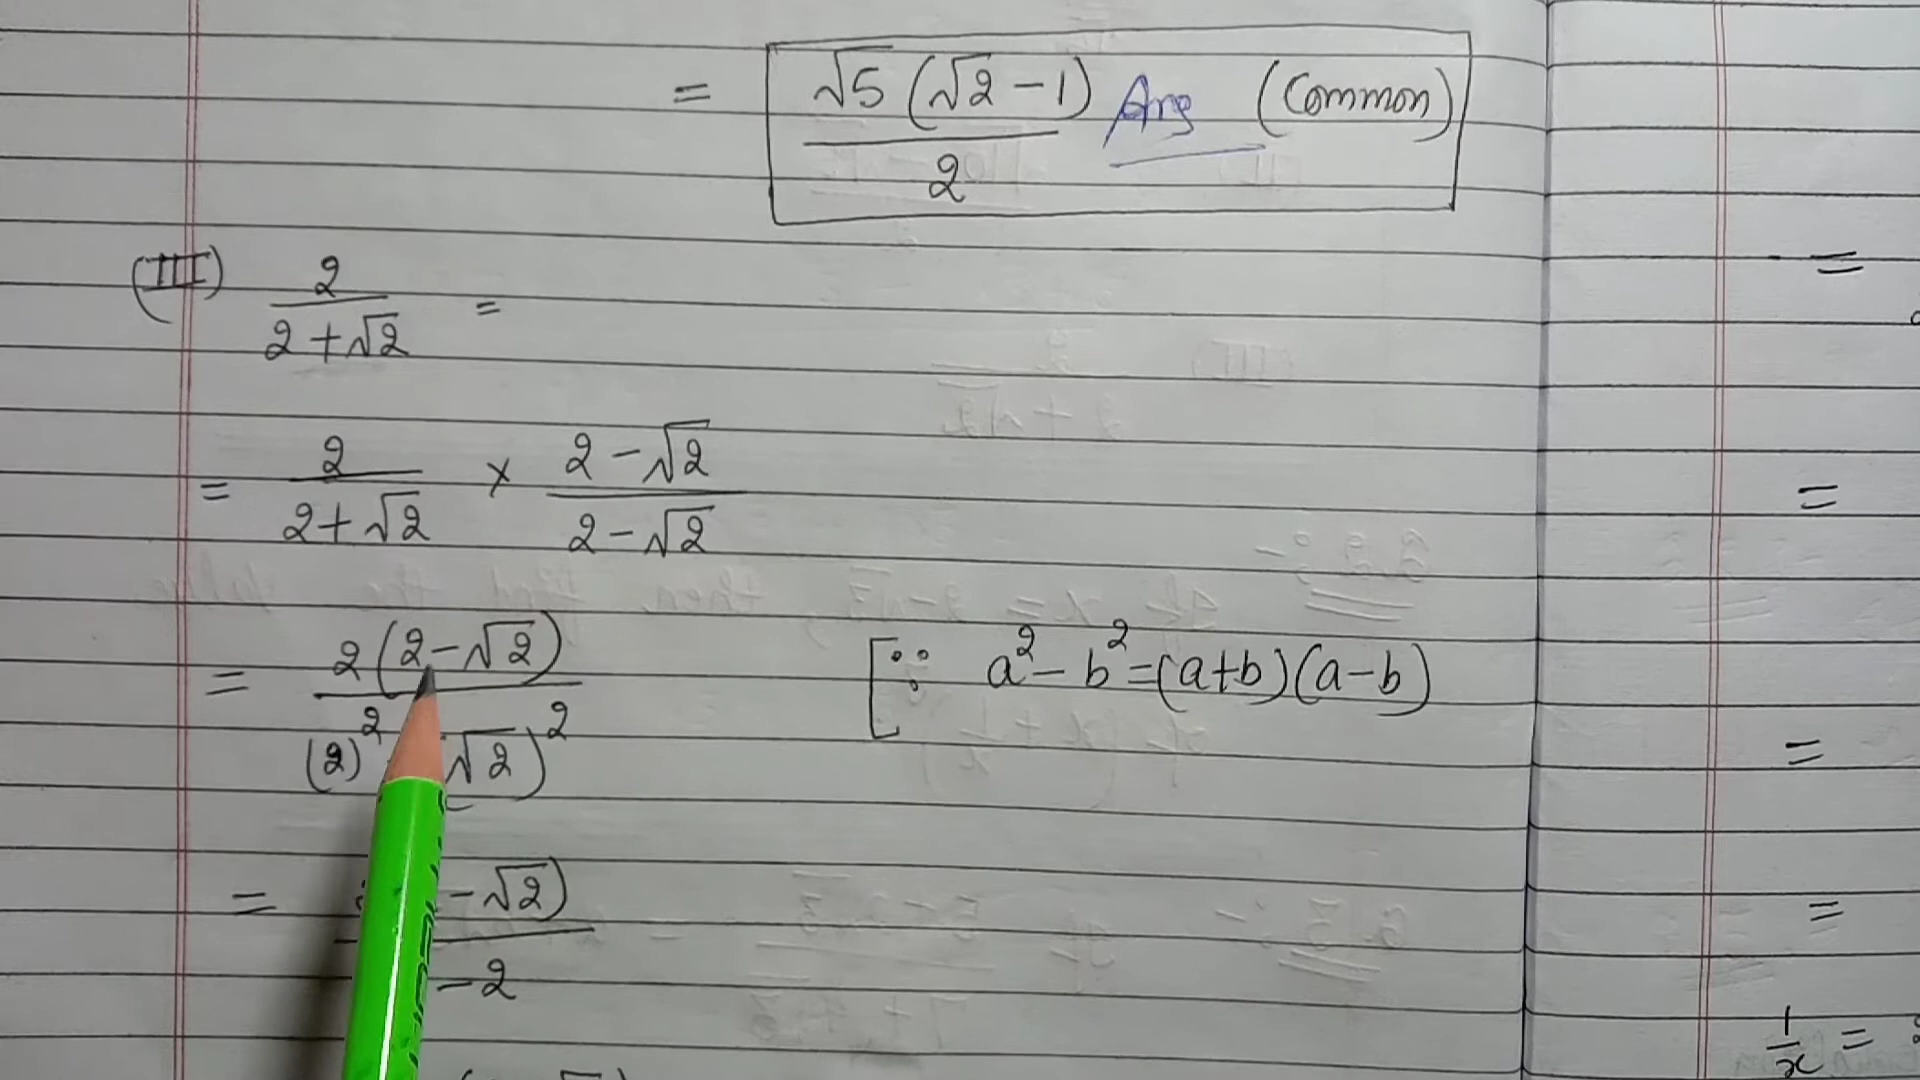 = √5 (√2 - 1) / 2 Ans (Common)
(III) 2 / 2 + √2 =
= 2 / 2 + √2 × 2 - √2 / 2 - √2
= 2 (2 - √2) / (2)² √2)² [∵ a² - b² = (a+b)(a-b)
= - √2) / - 2
=
=
=
=
1/x =